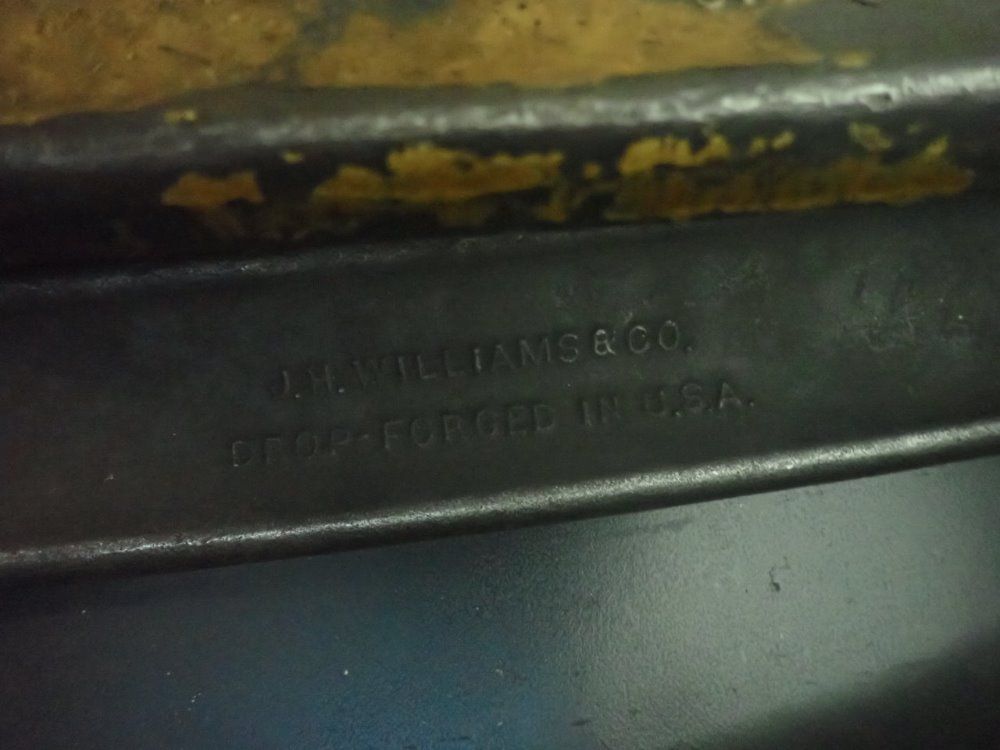 J.H.WILLIAMS & CO.
DROP-FORGED IN U.S.A.